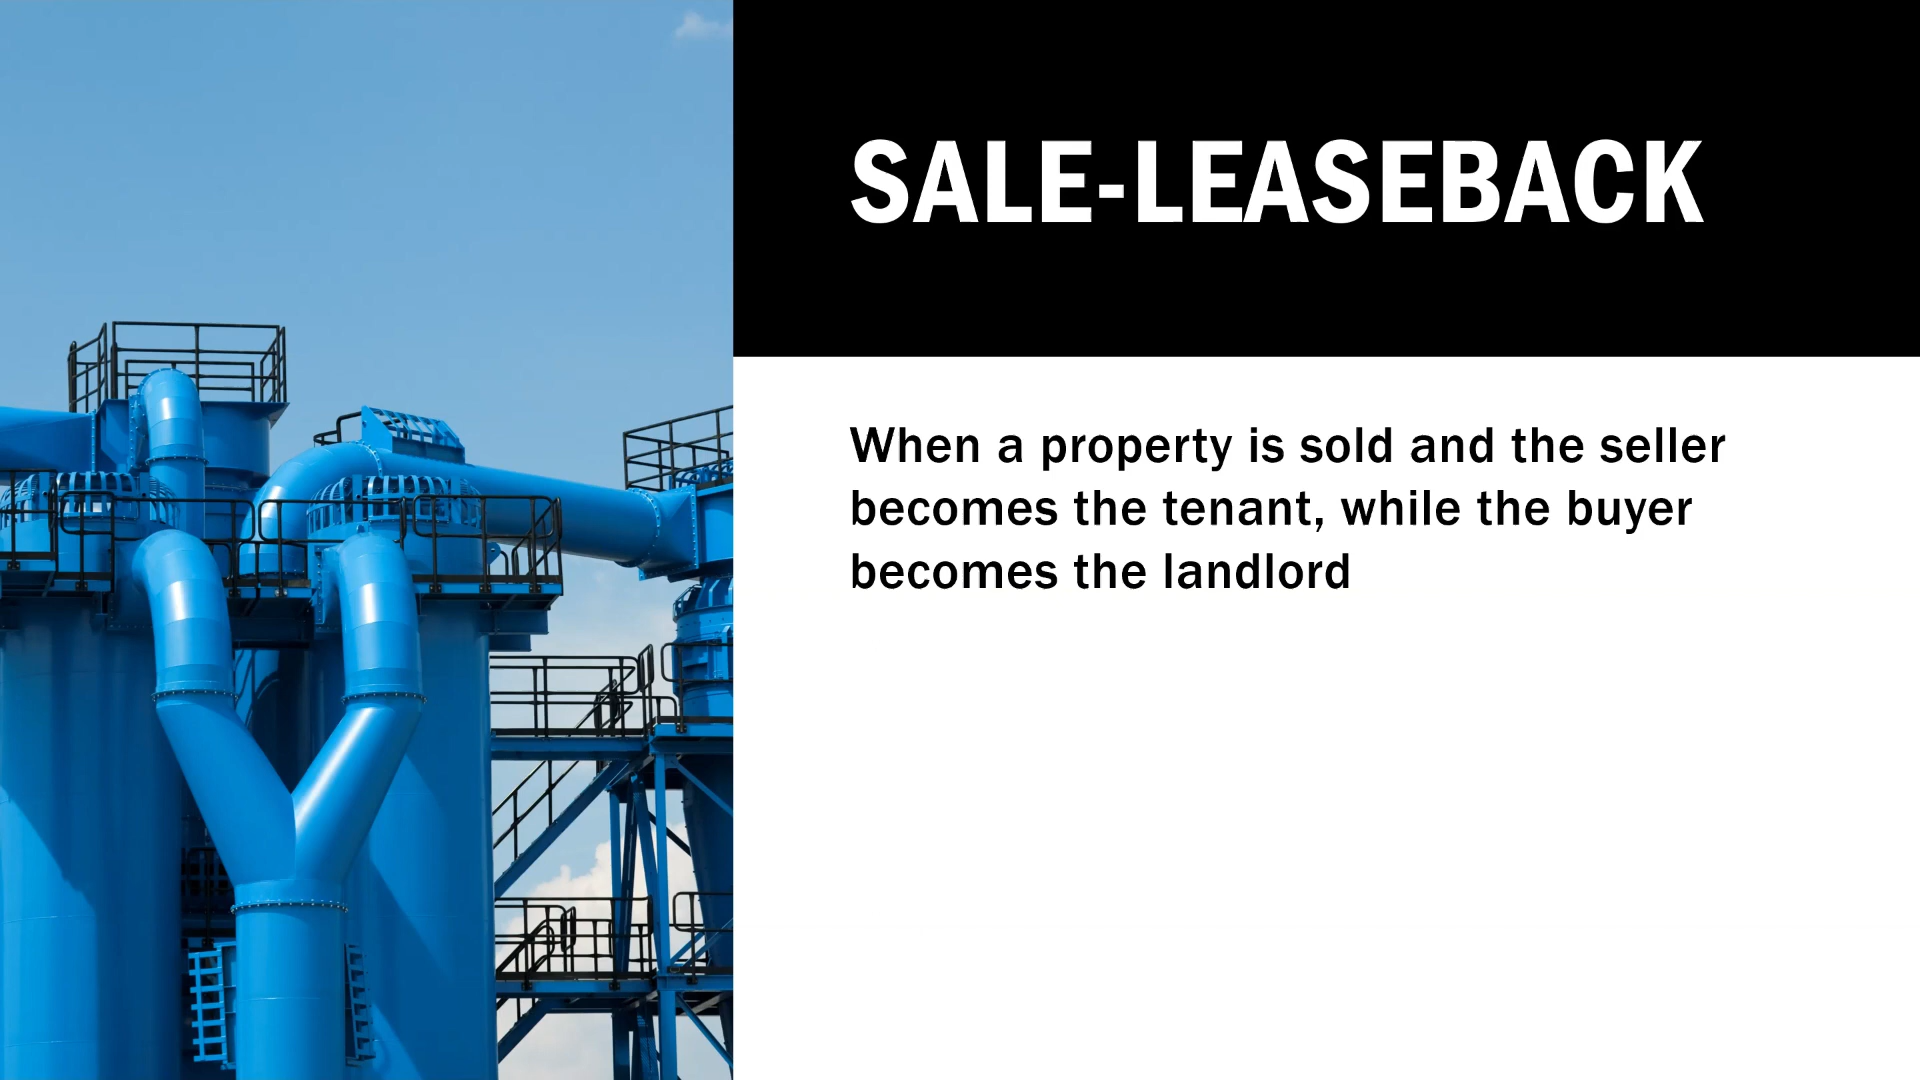 SALE-LEASEBACK
When a property is sold and the seller
becomes the tenant, while the buyer
becomes the landlord